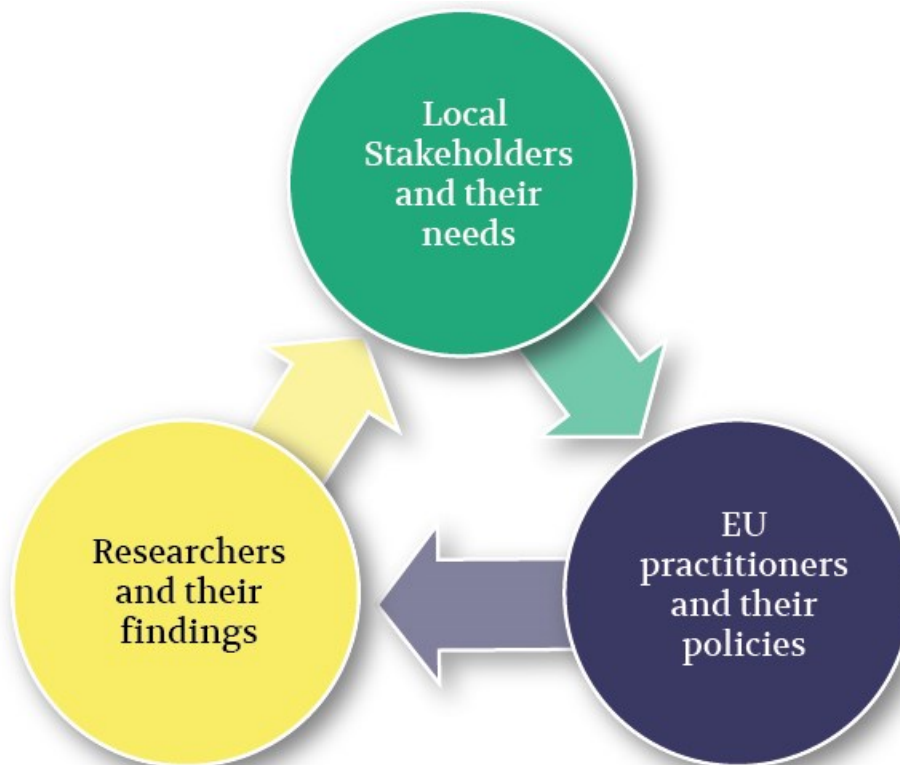 Local
Stakeholders
and their
needs
Researchers
and their
findings
EU
practitioners
and their
policies